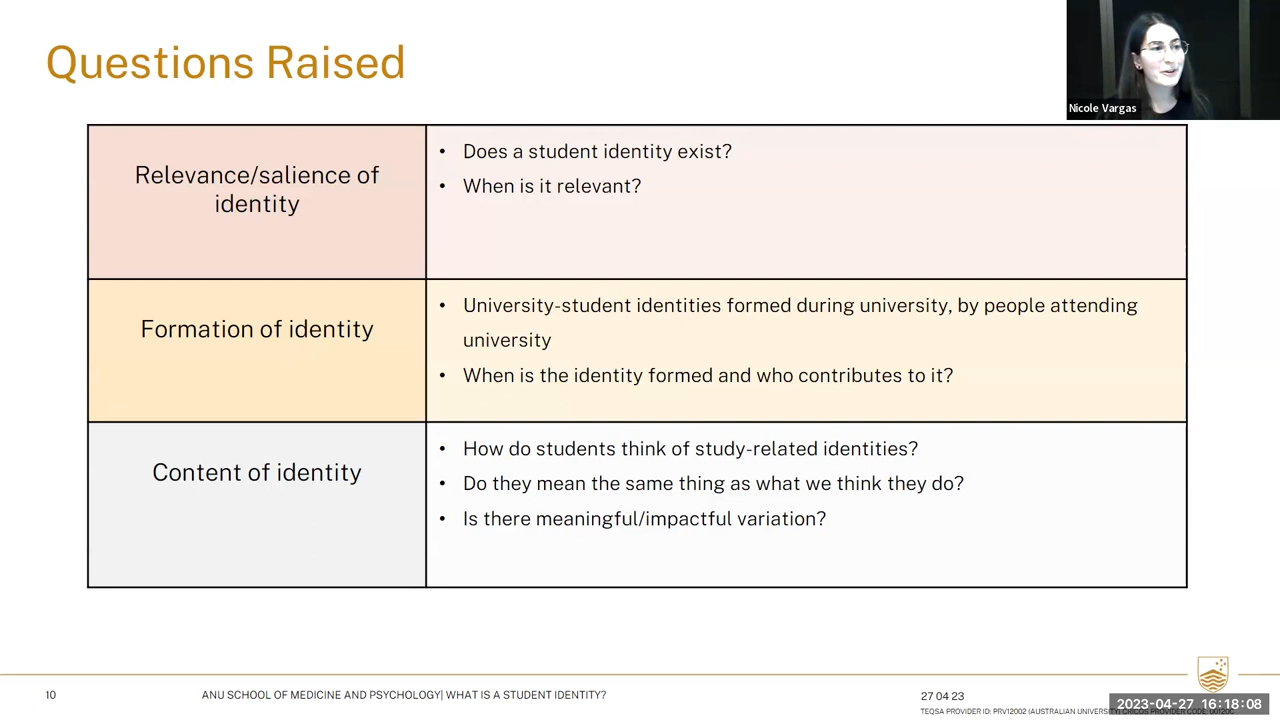 Questions Raised
Nicole Vargas
Relevance/salience of
identity
• Does a student identity exist?
• When is it relevant?
Formation of identity
• University-student identities formed during university, by people attending
university
• When is the identity formed and who contributes to it?
Content of identity
• How do students think of study-related identities?
• Do they mean the same thing as what we think they do?
• Is there meaningful/impactful variation?
10
ANU SCHOOL OF MEDICINE AND PSYCHOLOGY| WHAT IS A STUDENT IDENTITY?
27 04 23
2023-04-27 16:18:08
TEQSA PROVIDER ID: PRV12002 (AUSTRALIAN UNIVERSITY)